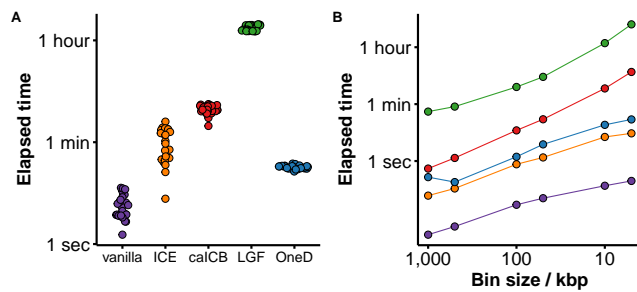 A
Elapsed time
1 hour
1 min
1 sec
vanilla ICE caICB LGF OneD
B
Elapsed time
1 hour
1 min
1 sec
1,000 100 10
Bin size / kbp